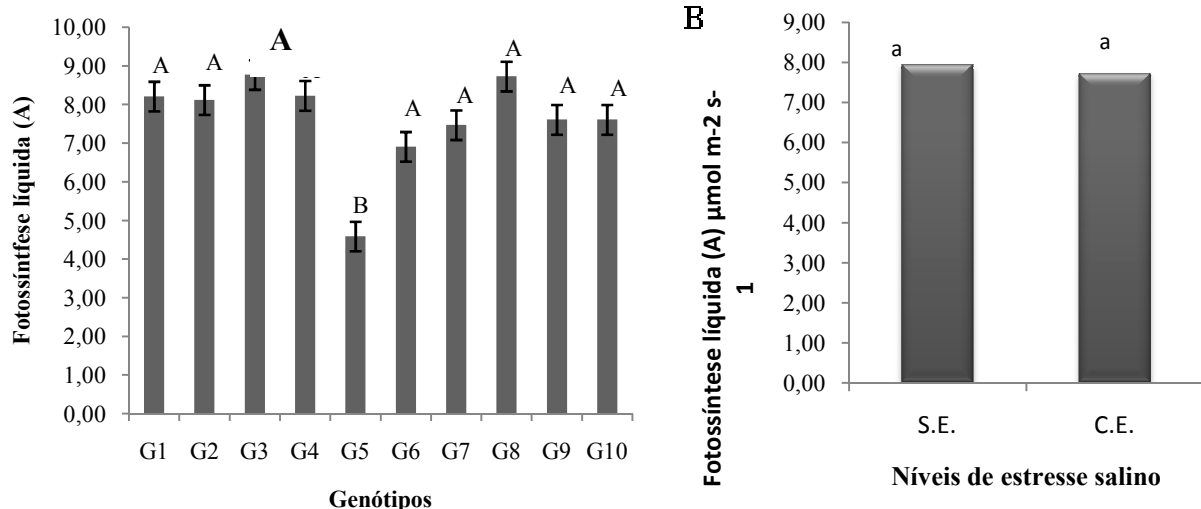 A
10,00
9,00
8,00
7,00
6,00
5,00
4,00
3,00
2,00
1,00
0,00
Fotossíntfese líquida (A)
A
A
A
B
A
A
A
A
A
G1 G2 G3 G4 G5 G6 G7 G8 G9 G10
Genótipos
B
9,00
8,00
7,00
6,00
5,00
4,00
3,00
2,00
1,00
0,00
Fotossíntese líquida (A) µmol m-2 s-
1
a
a
S.E. C.E.
Níveis de estresse salino